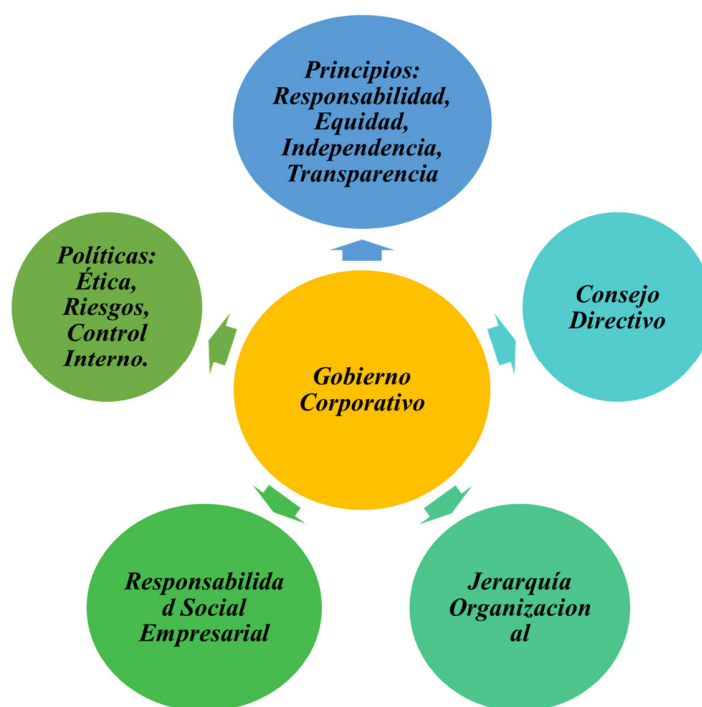 Principios:
Responsabilidad,
Equidad,
Independencia,
Transparencia
Políticas:
Ética,
Riesgos,
Control
Interno.
Consejo
Directivo
Gobierno
Corporativo
Responsabilida
d Social
Empresarial
Jerarquía
Organizacion
al